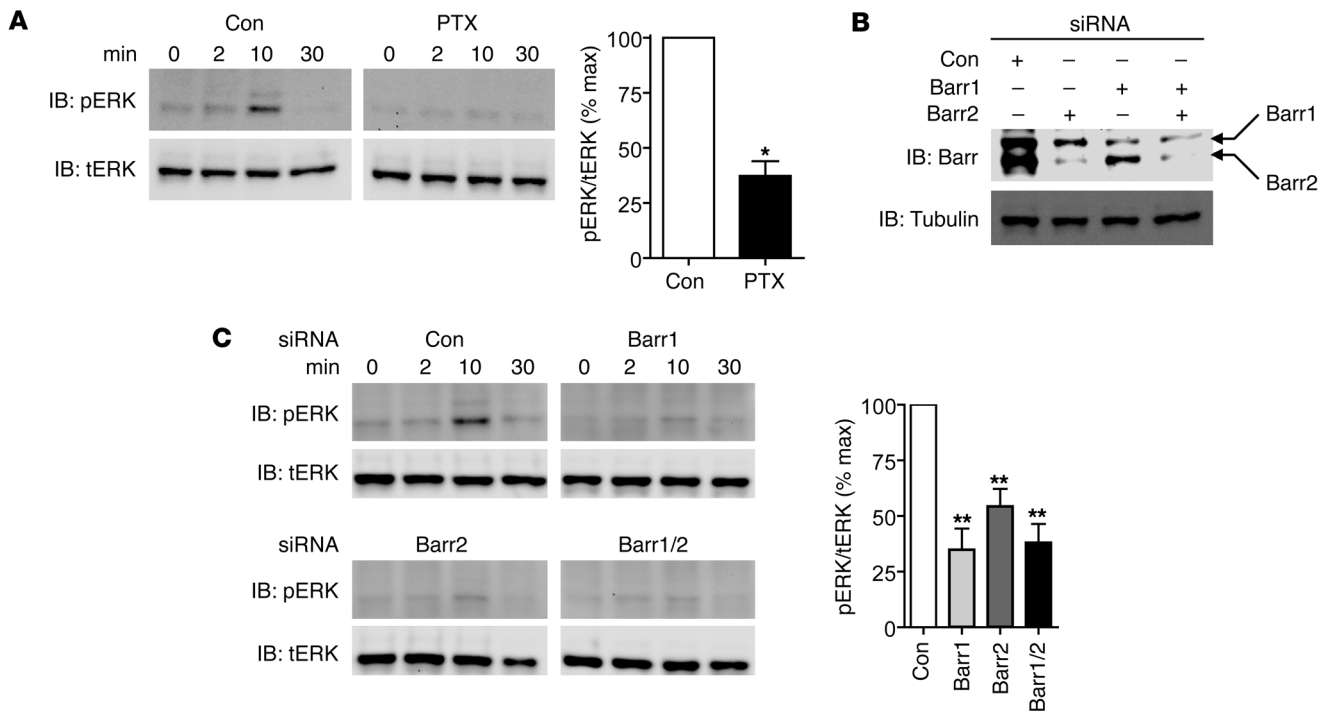 A
Con PTX
min 0 2 10 30 0 2 10 30
IB: pERK
IB: tERK
pERK/tERK (% max)
100
75
50
25
0
*
Con PTX
B
siRNA
Con + – – –
Barr1 – – + +
Barr2 – + – +
IB: Barr
Barr1
Barr2
IB: Tubulin
C
siRNA Con Barr1
min 0 2 10 30 0 2 10 30
IB: pERK
IB: tERK
siRNA Barr2 Barr1/2
IB: pERK
IB: tERK
pERK/tERK (% max)
100
75
50
25
0
** ** **
Con Barr1 Barr2 Barr1/2